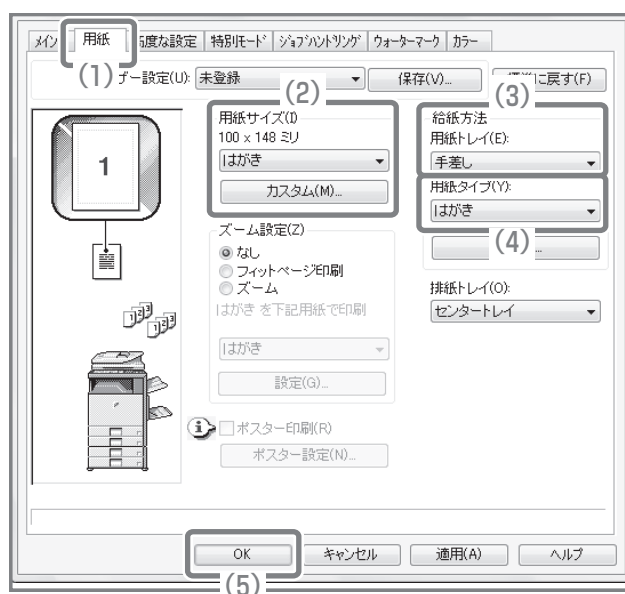 メイン 用紙 高度な設定 特別モード ジョブハンドリング ウォーターマーク カラー
(1)
ザー設定(U): 未登録 保存(V)... に戻す(F)
(2) (3)
用紙サイズ(I) 給紙方法
100 x 148 ミリ 用紙トレイ(E):
はがき 手差し
カスタム(M)... 用紙タイプ(Y):
はがき
1
ズーム設定(Z)
(4) ...
なし
フィットページ印刷
ズーム 排紙トレイ(O):
はがき を下記用紙で印刷 センタートレイ
1 2 3
1 2 3
はがき
設定(G)...
ポスター印刷(R)
ポスター設定(N)...
OK キャンセル 適用(A) ヘルプ
(5)